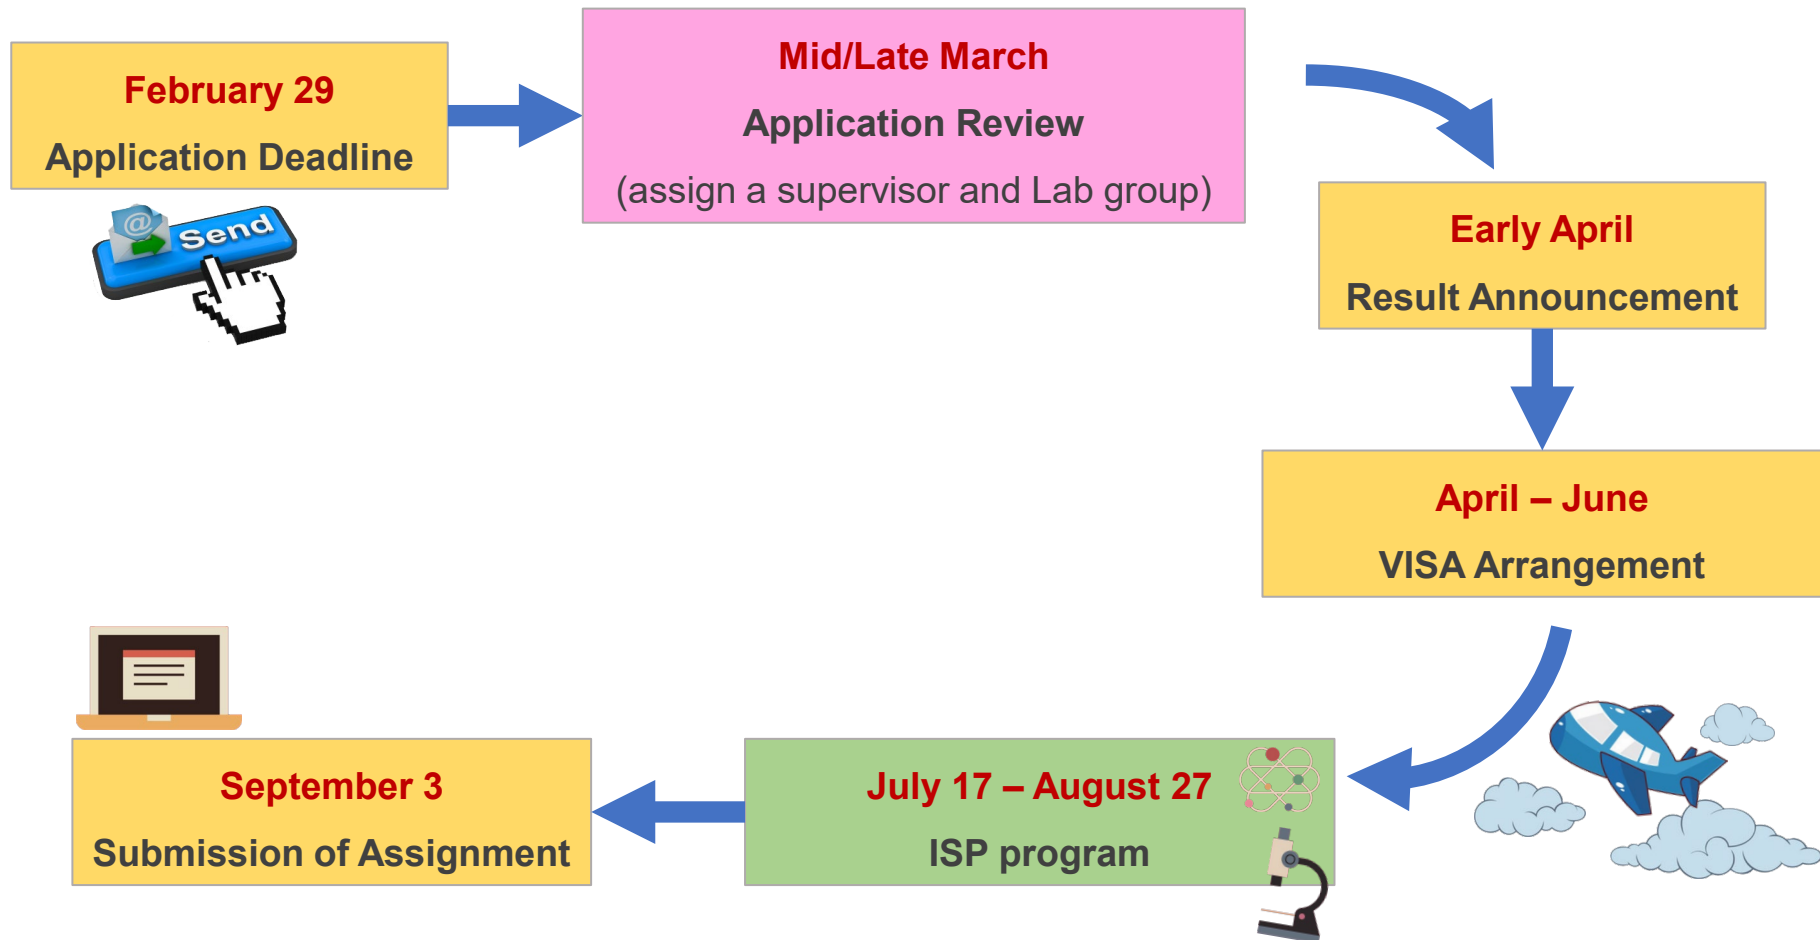 February 29
Application Deadline
@
Send
Mid/Late March
Application Review
(assign a supervisor and Lab group)
Early April
Result Announcement
April – June
VISA Arrangement
July 17 – August 27
ISP program
September 3
Submission of Assignment